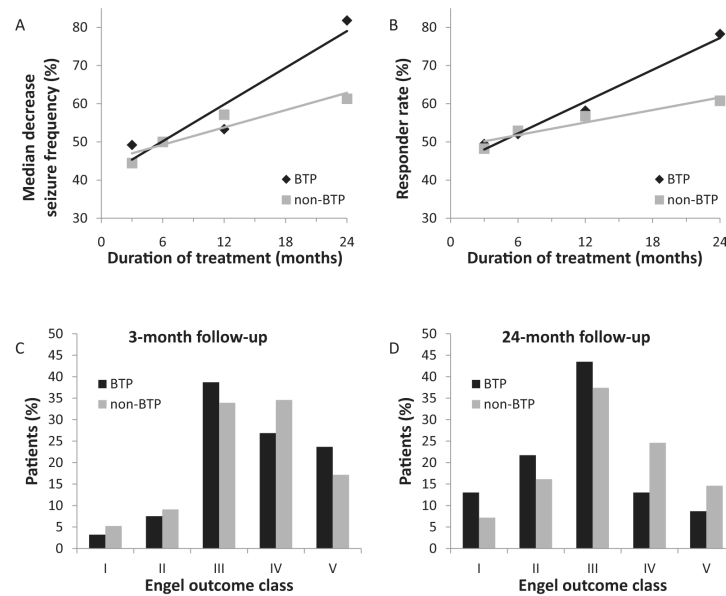 A
Median decrease
seizure frequency (%)
80
70
60
50
40
30
BTP
non-BTP
0 6 12 18 24
Duration of treatment (months)
B
Responder rate (%)
80
70
60
50
40
30
BTP
non-BTP
0 6 12 18 24
Duration of treatment (months)
C
3-month follow-up
Patients (%)
50
45
40
35
30
25
20
15
10
5
0
BTP
non-BTP
I II III IV V
Engel outcome class
D
24-month follow-up
Patients (%)
50
45
40
35
30
25
20
15
10
5
0
BTP
non-BTP
I II III IV V
Engel outcome class